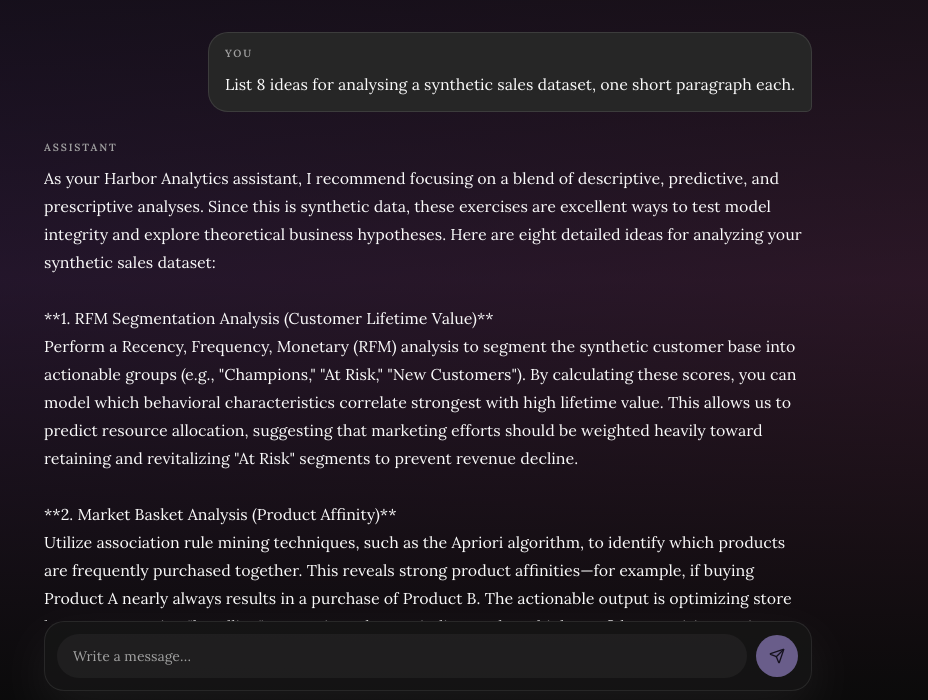 YOU
List 8 ideas for analysing a synthetic sales dataset, one short paragraph each.
ASSISTANT
As your Harbor Analytics assistant, I recommend focusing on a blend of descriptive, predictive, and
prescriptive analyses. Since this is synthetic data, these exercises are excellent ways to test model
integrity and explore theoretical business hypotheses. Here are eight detailed ideas for analyzing your
synthetic sales dataset:
**1. RFM Segmentation Analysis (Customer Lifetime Value)**
Perform a Recency, Frequency, Monetary (RFM) analysis to segment the synthetic customer base into
actionable groups (e.g., "Champions," "At Risk," "New Customers"). By calculating these scores, you can
model which behavioral characteristics correlate strongest with high lifetime value. This allows us to
predict resource allocation, suggesting that marketing efforts should be weighted heavily toward
retaining and revitalizing "At Risk" segments to prevent revenue decline.
**2. Market Basket Analysis (Product Affinity)**
Utilize association rule mining techniques, such as the Apriori algorithm, to identify which products
are frequently purchased together. This reveals strong product affinities—for example, if buying
Product A nearly always results in a purchase of Product B. The actionable output is optimizing store
Write a message...